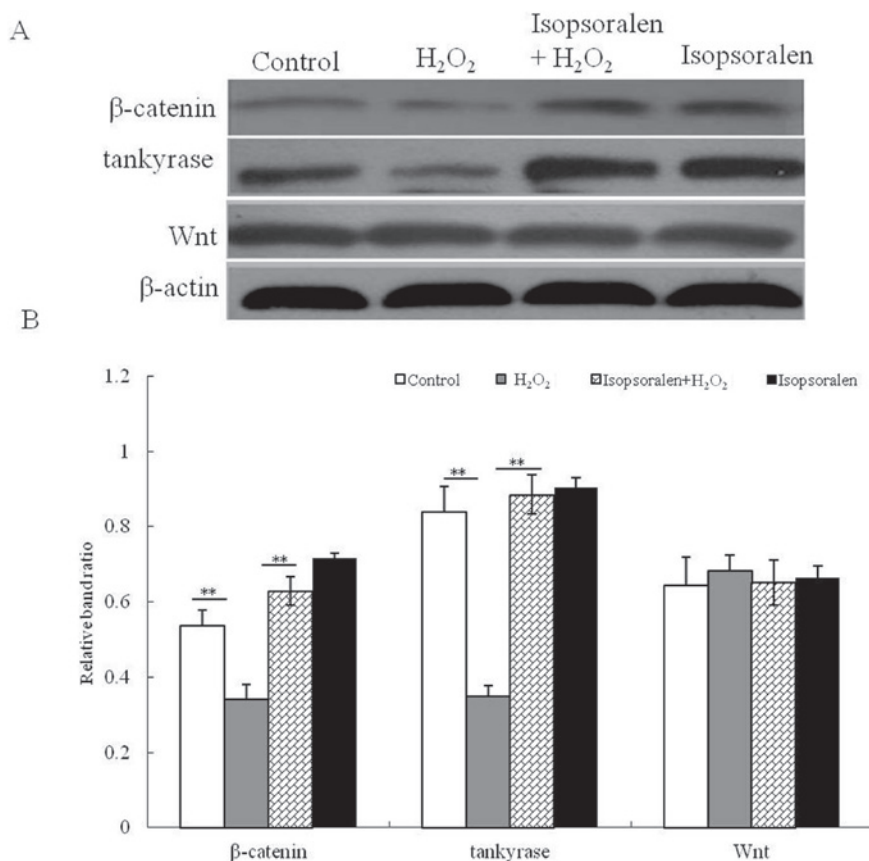 A
Control
H₂O₂
Isopsoralen
+ H₂O₂
Isopsoralen
β-catenin
tankyrase
Wnt
β-actin
B
1.2
1
0.8
0.6
0.4
0.2
0
Relative band ratio
Control
H₂O₂
Isopsoralen+H₂O₂
Isopsoralen
**
**
**
**
β-catenin
tankyrase
Wnt